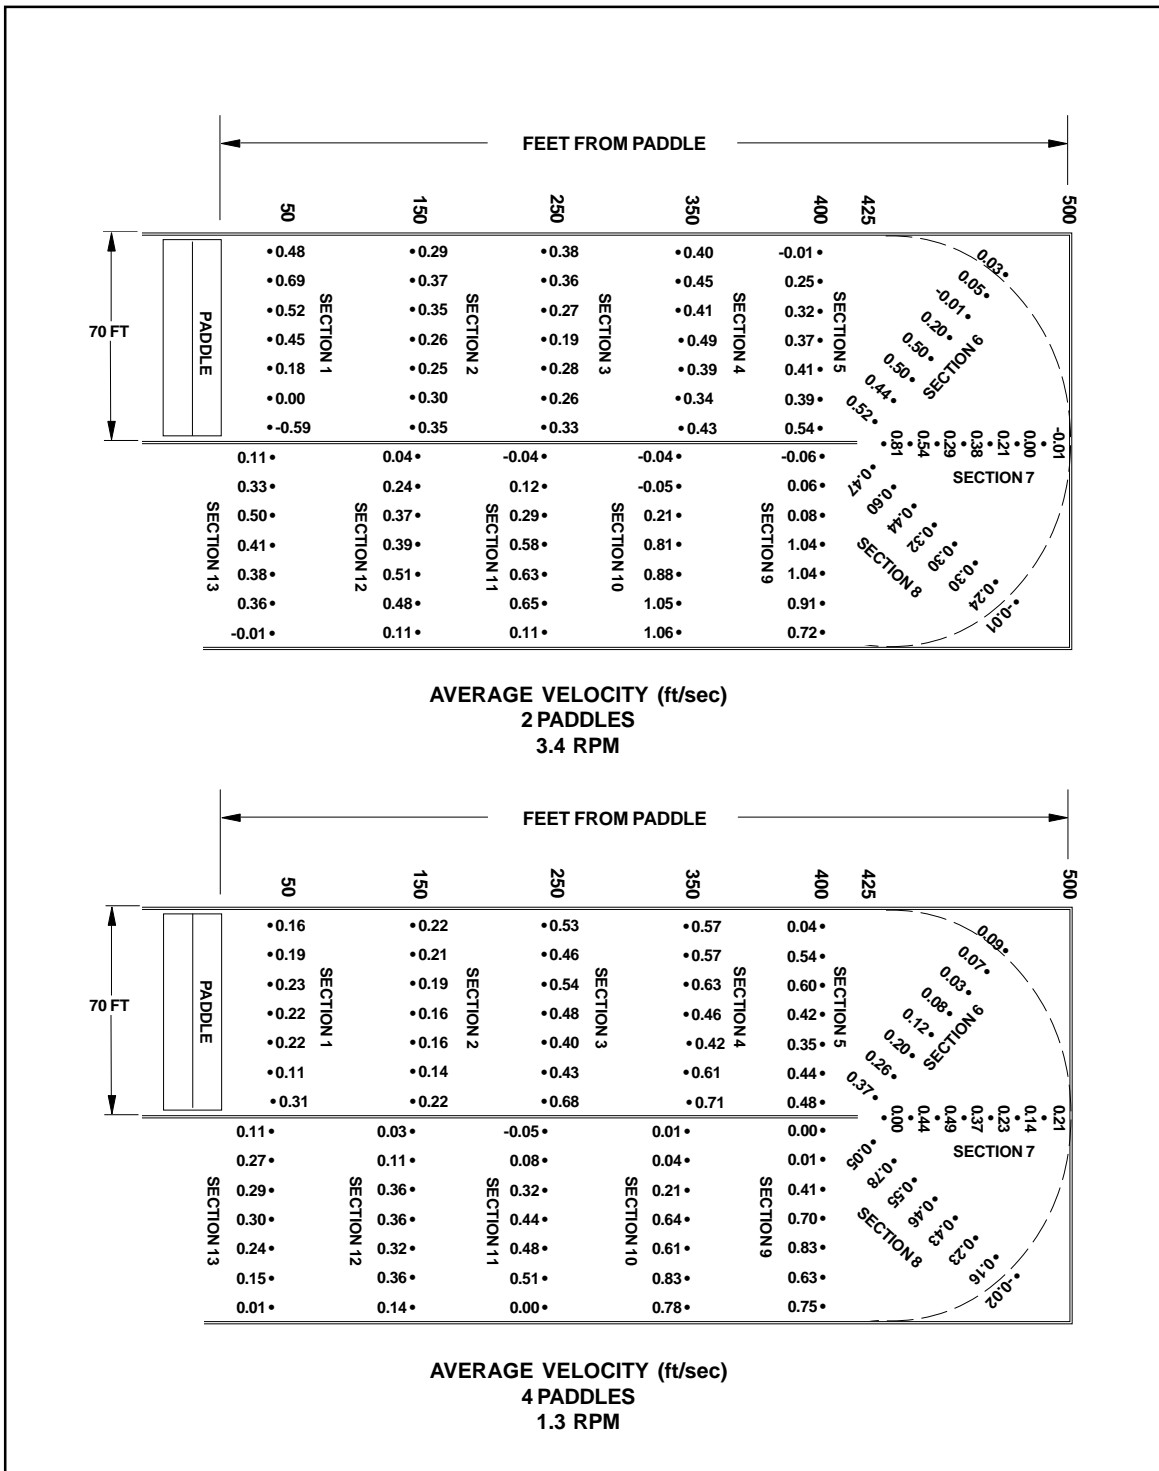 FEET FROM PADDLE
50 150 250 350 400 425 500
•0.48 •0.29 •0.38 •0.40 -0.01• 0.03•
•0.69 •0.37 •0.36 •0.45 0.25• 0.05•
•0.52 •0.35 •0.27 •0.41 0.32• -0.01•
•0.45 •0.26 •0.19 •0.49 0.37• 0.20•
•0.18 •0.25 •0.28 •0.39 0.41• 0.50•
•0.00 •0.30 •0.26 •0.34 0.39• 0.50•
•-0.59 •0.35 •0.33 •0.43 0.54• 0.44•
0.52•
70 FT
PADDLE
SECTION 1
SECTION 2
SECTION 3
SECTION 4
SECTION 5
SECTION 6
•0.81 •0.54 •0.29 •0.38 •0.21 •0.00 -0.01
SECTION 7
0.11• 0.04• -0.04• -0.04• -0.06• •0.47
0.33• 0.24• 0.12• -0.05• 0.06• •0.60
0.50• 0.37• 0.29• 0.21• 0.08• •0.44
0.41• 0.39• 0.58• 0.81• 1.04• •0.32
0.38• 0.51• 0.63• 0.88• 1.04• •0.30
0.36• 0.48• 0.65• 1.05• 0.91• •0.30
-0.01• 0.11• 0.11• 1.06• 0.72• •0.24
•-0.01
SECTION 13
SECTION 12
SECTION 11
SECTION 10
SECTION 9
SECTION 8
AVERAGE VELOCITY (ft/sec)
2 PADDLES
3.4 RPM
FEET FROM PADDLE
50 150 250 350 400 425 500
•0.16 •0.22 •0.53 •0.57 0.04• 0.09•
•0.19 •0.21 •0.46 •0.57 0.54• 0.07•
•0.23 •0.19 •0.54 •0.63 0.60• 0.03•
•0.22 •0.16 •0.48 •0.46 0.42• 0.08•
•0.22 •0.16 •0.40 •0.42 0.35• 0.12•
•0.11 •0.14 •0.43 •0.61 0.44• 0.20•
•0.31 •0.22 •0.68 •0.71 0.48• 0.26•
0.37•
70 FT
PADDLE
SECTION 1
SECTION 2
SECTION 3
SECTION 4
SECTION 5
SECTION 6
•0.00 •0.44 •0.49 •0.37 •0.23 •0.14 0.21
SECTION 7
0.11• 0.03• -0.05• 0.01• 0.00• •0.05
0.27• 0.11• 0.08• 0.04• 0.01• •0.78
0.29• 0.36• 0.32• 0.21• 0.41• •0.55
0.30• 0.36• 0.44• 0.64• 0.70• •0.46
0.24• 0.32• 0.48• 0.61• 0.83• •0.43
0.15• 0.36• 0.51• 0.83• 0.63• •0.23
0.01• 0.14• 0.00• 0.78• 0.75• •0.16
•-0.02
SECTION 13
SECTION 12
SECTION 11
SECTION 10
SECTION 9
SECTION 8
AVERAGE VELOCITY (ft/sec)
4 PADDLES
1.3 RPM